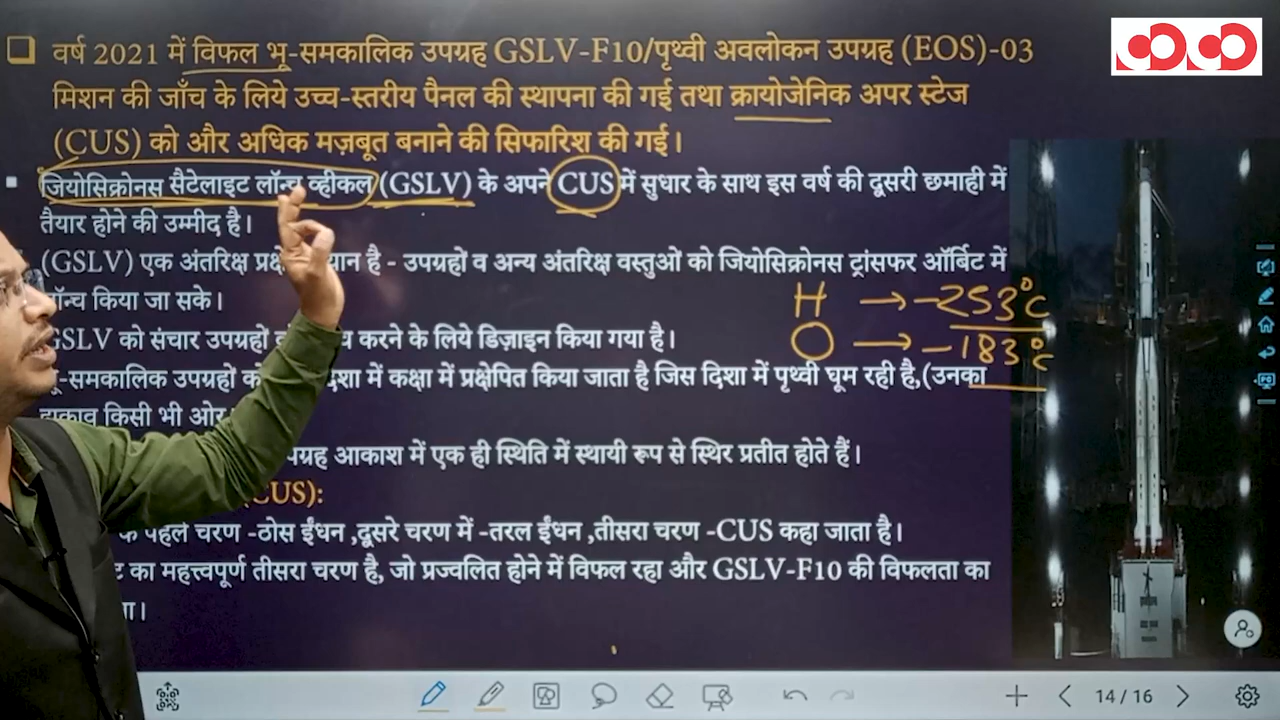 वर्ष 2021 में विफल भू-समकालिक उपग्रह GSLV-F10/पृथ्वी अवलोकन उपग्रह (EOS)-03
मिशन की जाँच के लिये उच्च-स्तरीय पैनल की स्थापना की गई तथा क्रायोजेनिक अपर स्टेज
(CUS) को और अधिक मज़बूत बनाने की सिफारिश की गई।
जियोसिक्रोनस सैटेलाइट लॉन्च व्हीकल (GSLV) के अपने CUS में सुधार के साथ इस वर्ष की दूसरी छमाही में
तैयार होने की उम्मीद है।
(GSLV) एक अंतरिक्ष यान है - उपग्रहों व अन्य अंतरिक्ष वस्तुओं को जियोसिक्रोनस ट्रांसफर ऑर्बिट में
लॉन्च किया जा सके।
H → -253°C
GSLV को संचार उपग्रहों करने के लिये डिज़ाइन किया गया है।
O → -183°C
भू-समकालिक उपग्रहों को दिशा में कक्षा में प्रक्षेपित किया जाता है जिस दिशा में पृथ्वी घूम रही है,(उनका
झुकाव किसी भी ओर
उपग्रह आकाश में एक ही स्थिति में स्थायी रूप से स्थिर प्रतीत होते हैं।
(CUS):
के पहले चरण -ठोस ईंधन ,दूसरे चरण में -तरल ईंधन ,तीसरा चरण -CUS कहा जाता है।
का महत्त्वपूर्ण तीसरा चरण है, जो प्रज्वलित होने में विफल रहा और GSLV-F10 की विफलता का
14 / 16